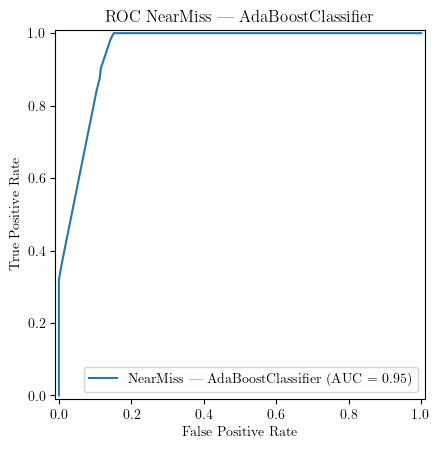 ROC NearMiss — AdaBoostClassifier
1.0
0.8
0.6
0.4
0.2
0.0
True Positive Rate
NearMiss — AdaBoostClassifier (AUC = 0.95)
0.0 0.2 0.4 0.6 0.8 1.0
False Positive Rate